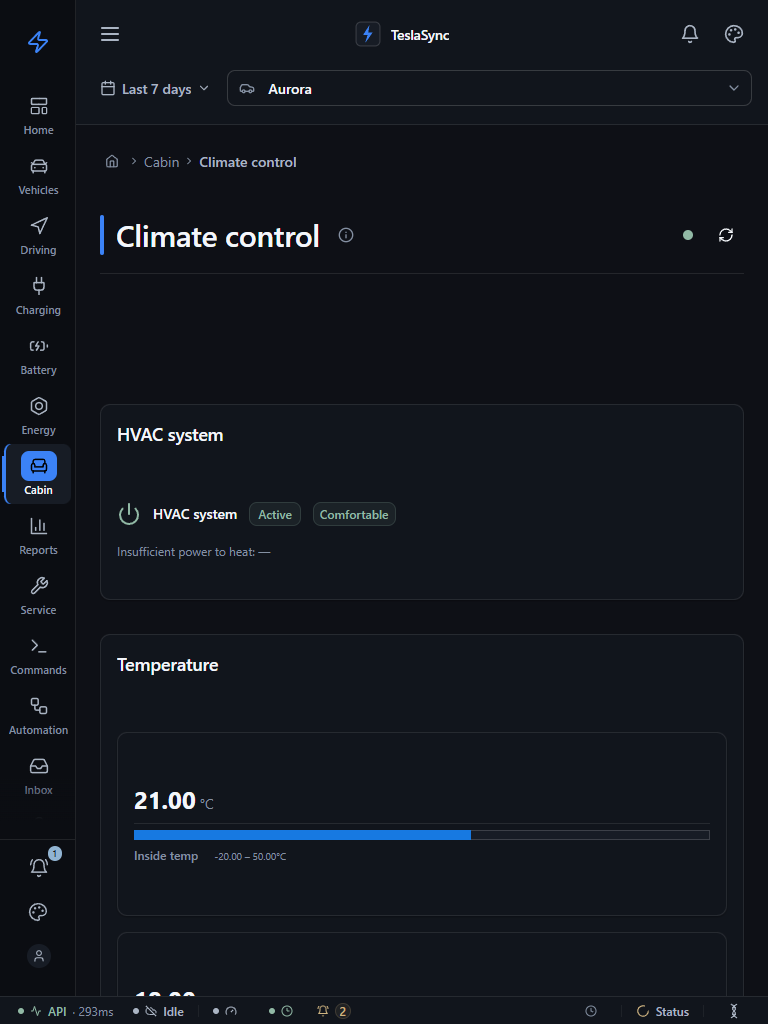 TeslaSync
Last 7 days
Aurora
Home
Vehicles
Driving
Charging
Battery
Energy
Cabin
Reports
Service
Commands
Automation
Inbox
1
Cabin
Climate control
Climate control
HVAC system
HVAC system
Active
Comfortable
Insufficient power to heat: —
Temperature
21.00 °C
Inside temp -20.00 – 50.00°C
API · 293ms
Idle
2
Status